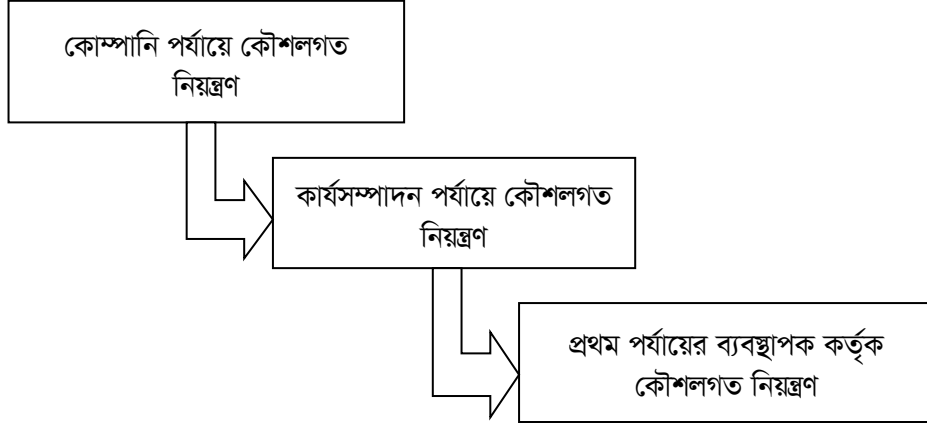 কোম্পানি পর্যায়ে কৌশলগত
নিয়ন্ত্রণ
কার্যসম্পাদন পর্যায়ে কৌশলগত
নিয়ন্ত্রণ
প্রথম পর্যায়ের ব্যবস্থাপক কর্তৃক
কৌশলগত নিয়ন্ত্রণ